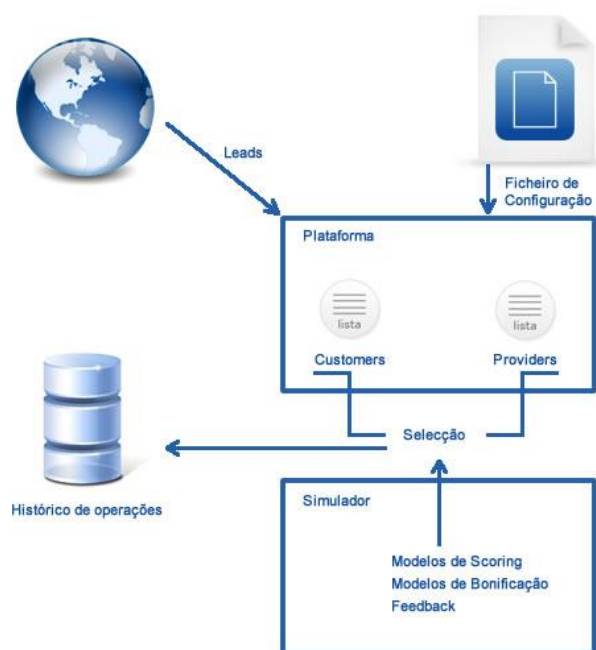 Leads
Ficheiro de
Configuração
Plataforma
lista
lista
Customers
Providers
Selecção
Histórico de operações
Simulador
Modelos de Scoring
Modelos de Bonificação
Feedback